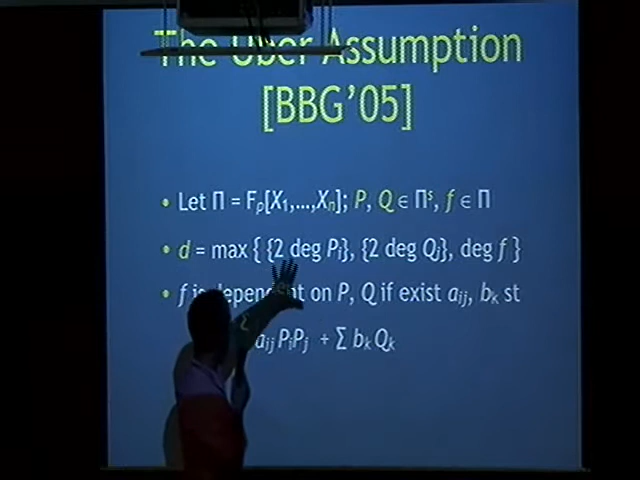 The Uber Assumption
[BBG'05]
• Let Π = Fp[X1,...,Xn]; P, Q ∈ Πs, f ∈ Π
• d = max { {2 deg Pi}, {2 deg Qj}, deg f }
• f is dependent on P, Q if exist aij, bk st
aij PiPj + Σ bk Qk